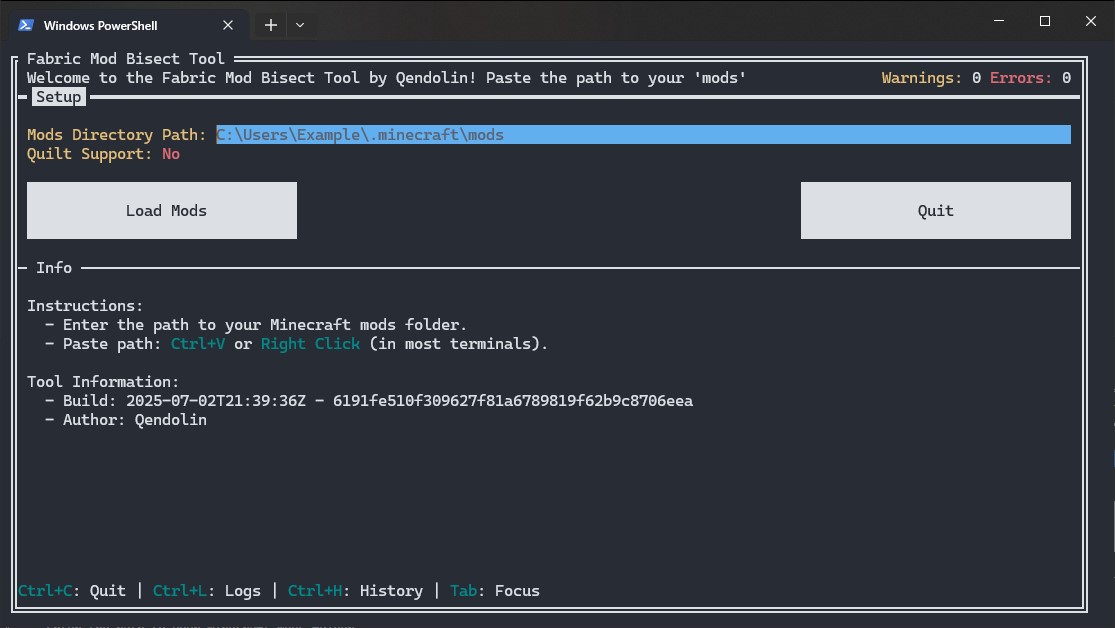 Windows PowerShell
Fabric Mod Bisect Tool
Welcome to the Fabric Mod Bisect Tool by Qendolin! Paste the path to your 'mods' Warnings: 0 Errors: 0
Setup
Mods Directory Path: C:\Users\Example\.minecraft\mods
Quilt Support: No
Load Mods Quit
Info
Instructions:
- Enter the path to your Minecraft mods folder.
- Paste path: Ctrl+V or Right Click (in most terminals).
Tool Information:
- Build: 2025-07-02T21:39:36Z - 6191fe510f309627f81a6789819f62b9c8706eea
- Author: Qendolin
Ctrl+C: Quit | Ctrl+L: Logs | Ctrl+H: History | Tab: Focus